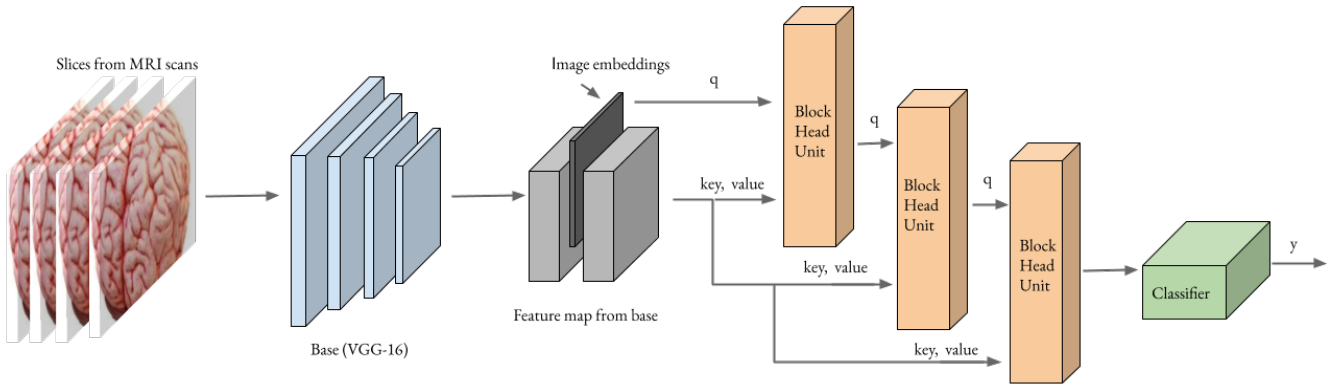 Slices from MRI scans
Base (VGG-16)
Image embeddings
Feature map from base
q
key, value
Block
Head
Unit
q
key, value
Block
Head
Unit
q
key, value
Block
Head
Unit
Classifier
y